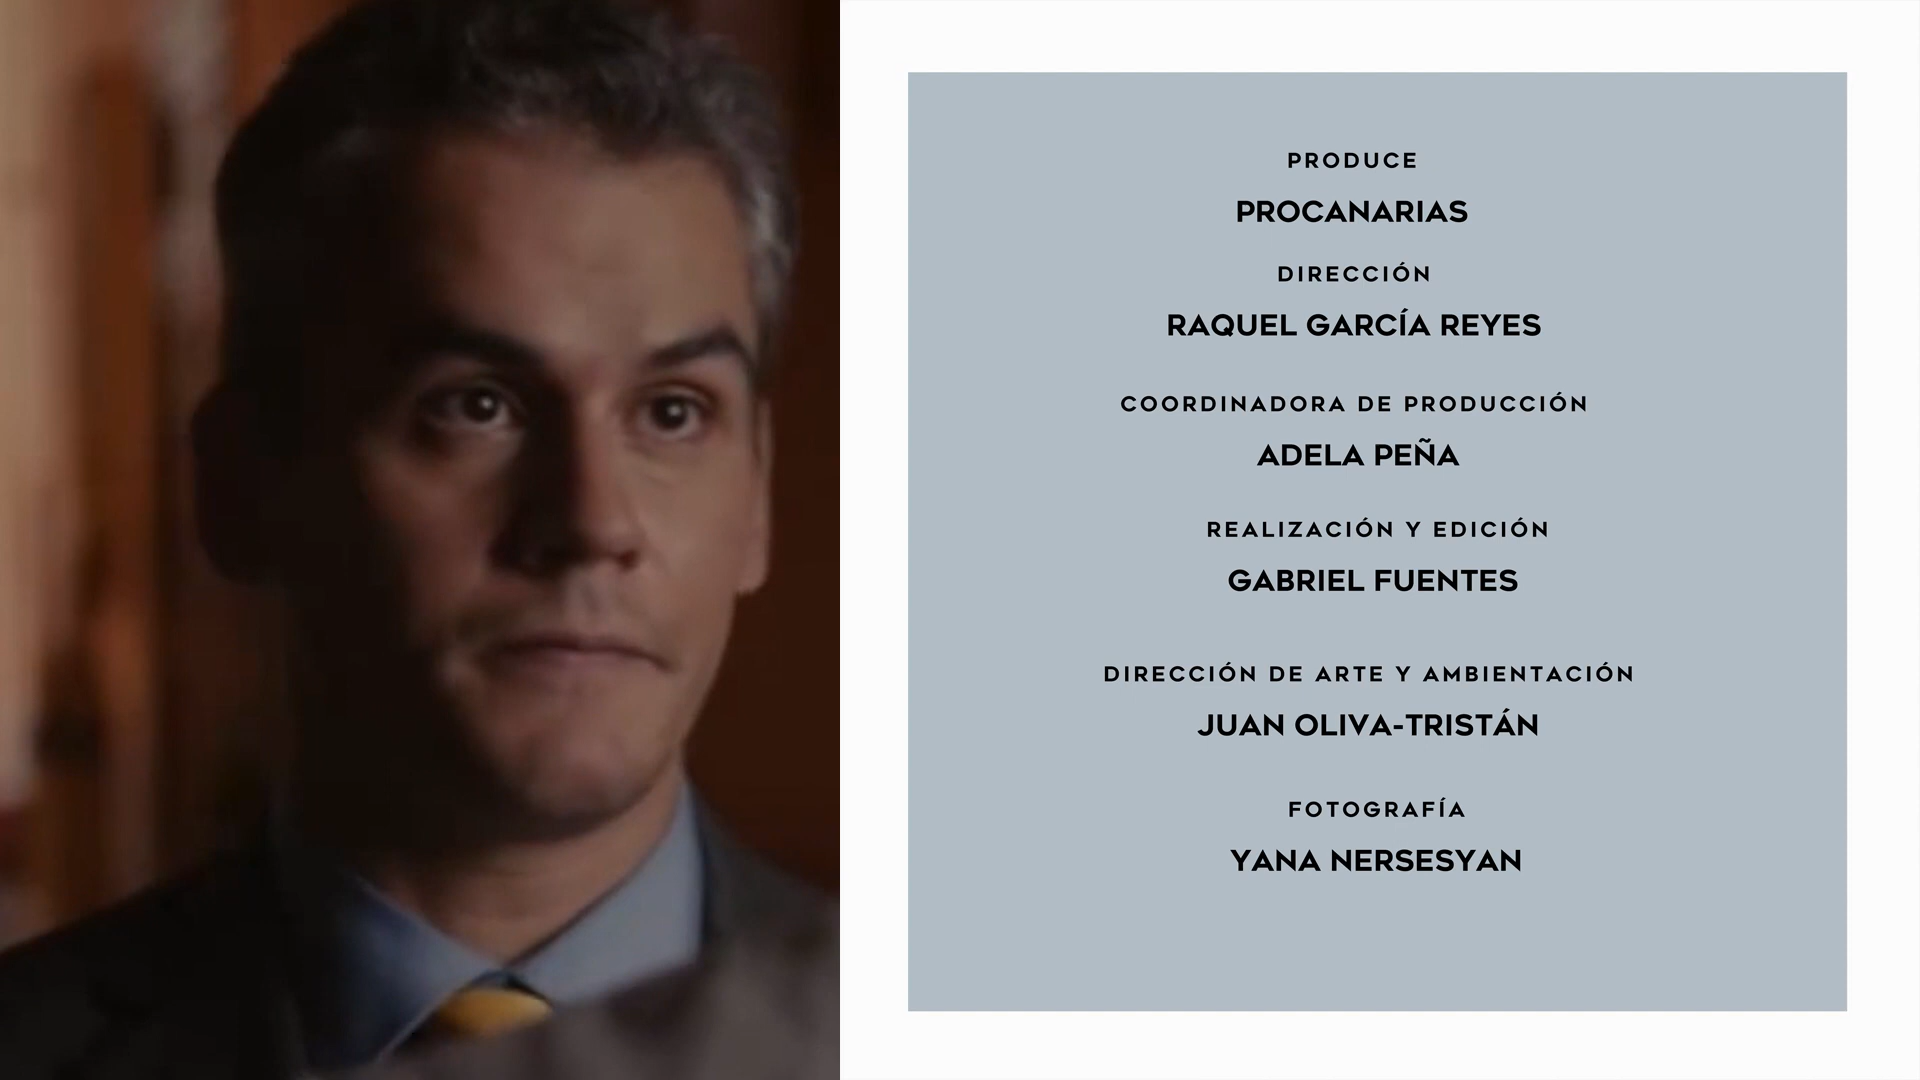 PRODUCE
PROCANARIAS
DIRECCIÓN
RAQUEL GARCÍA REYES
COORDINADORA DE PRODUCCIÓN
ADELA PEÑA
REALIZACIÓN Y EDICIÓN
GABRIEL FUENTES
DIRECCIÓN DE ARTE Y AMBIENTACIÓN
JUAN OLIVA-TRISTÁN
FOTOGRAFÍA
YANA NERSESYAN